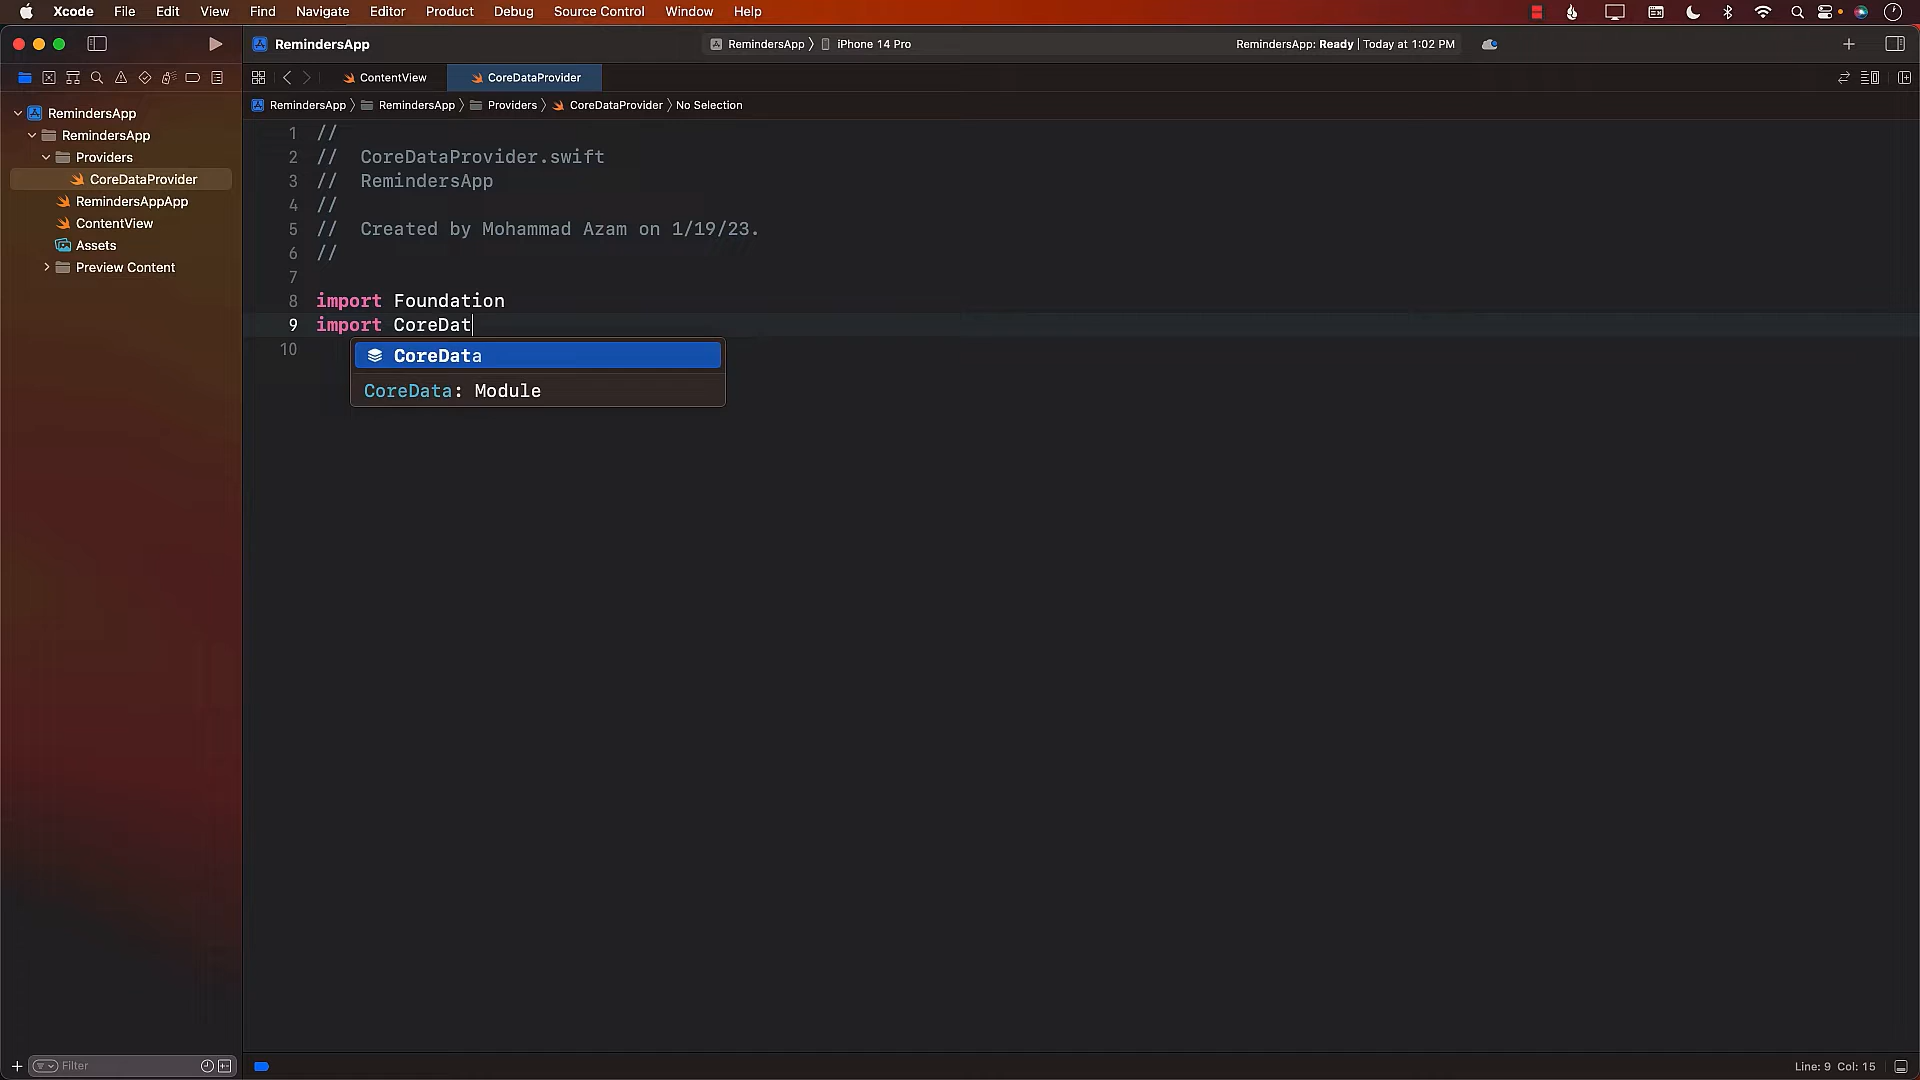 Xcode File Edit View Find Navigate Editor Product Debug Source Control Window Help
RemindersApp
RemindersApp iPhone 14 Pro
RemindersApp: Ready | Today at 1:02 PM
ContentView
CoreDataProvider
RemindersApp RemindersApp Providers CoreDataProvider No Selection
RemindersApp
RemindersApp
Providers
CoreDataProvider
RemindersAppApp
ContentView
Assets
Preview Content
1 //
2 // CoreDataProvider.swift
3 // RemindersApp
4 //
5 // Created by Mohammad Azam on 1/19/23.
6 //
7
8 import Foundation
9 import CoreDat
10
CoreData
CoreData: Module
Filter
Line: 9 Col: 15